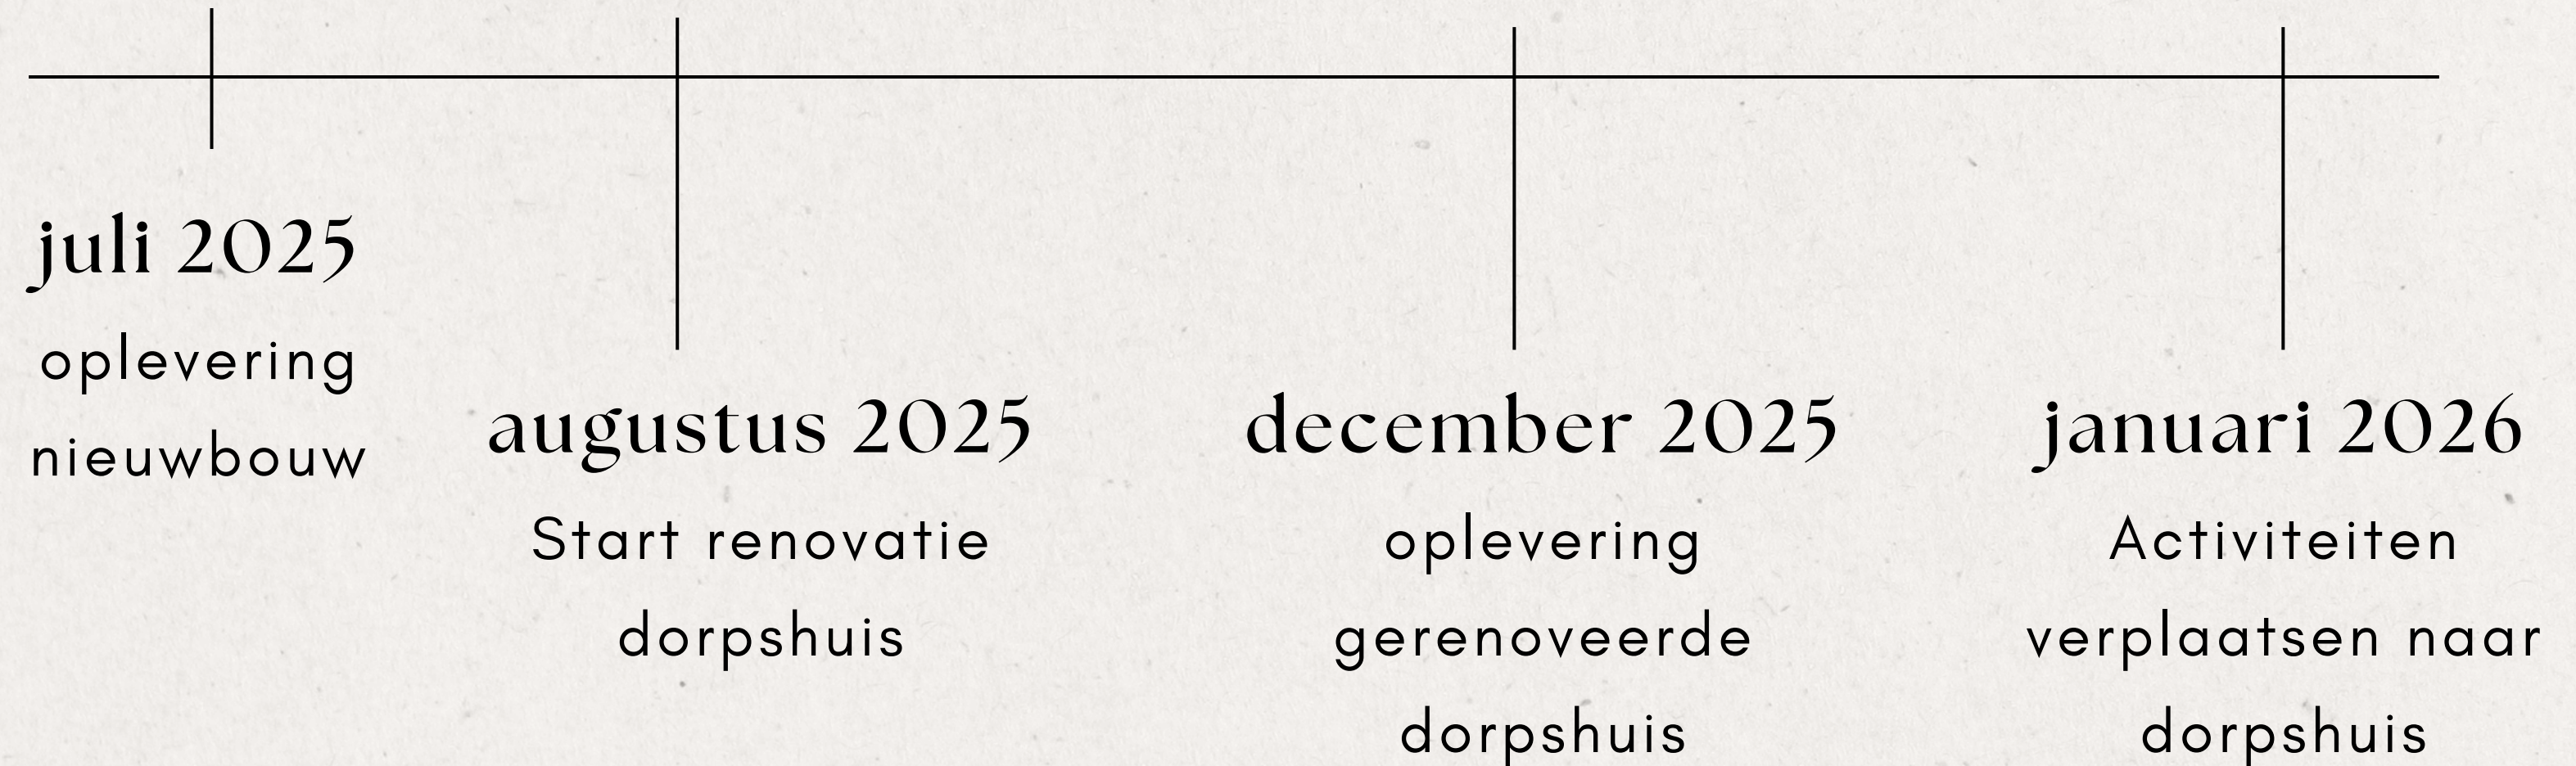 juli 2025
oplevering
nieuwbouw
augustus 2025
Start renovatie
dorpshuis
december 2025
oplevering
gerenoveerde
dorpshuis
januari 2026
Activiteiten
verplaatsen naar
dorpshuis